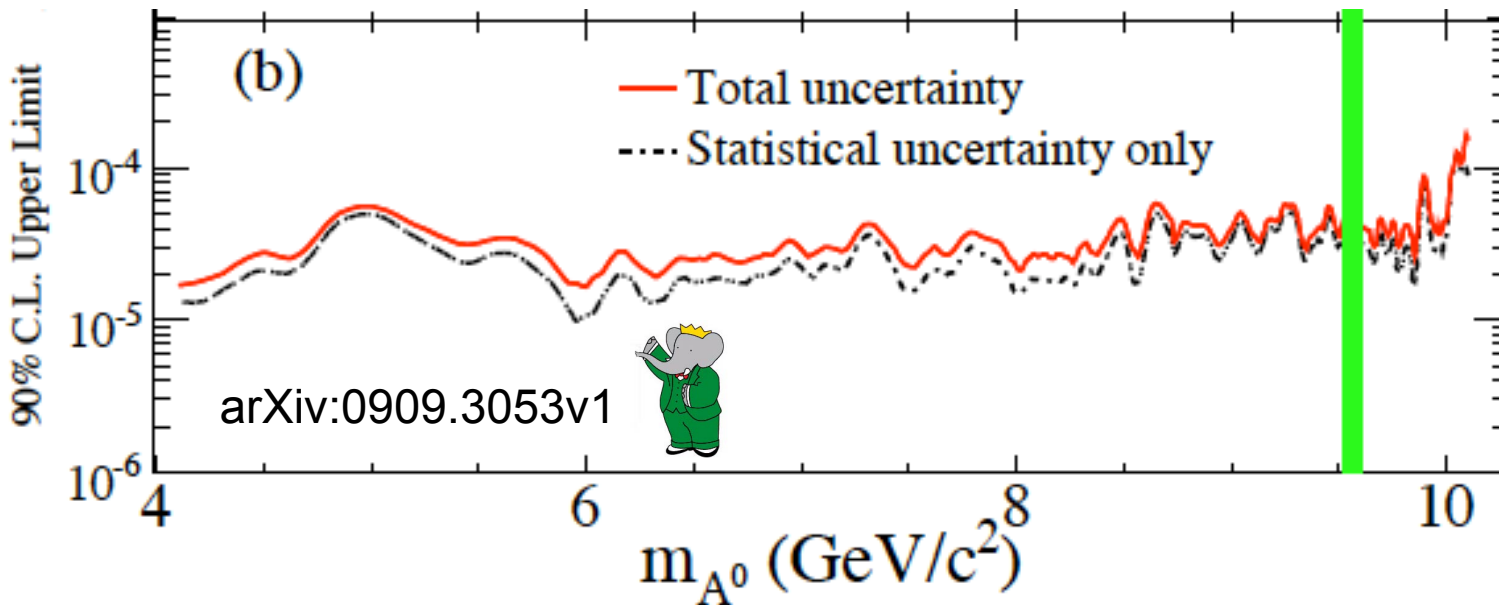 (b)
Total uncertainty
Statistical uncertainty only
90% C.L. Upper Limit
10⁻⁴
10⁻⁵
10⁻⁶
arXiv:0909.3053v1
4 6 8 10
m_A⁰ (GeV/c²)